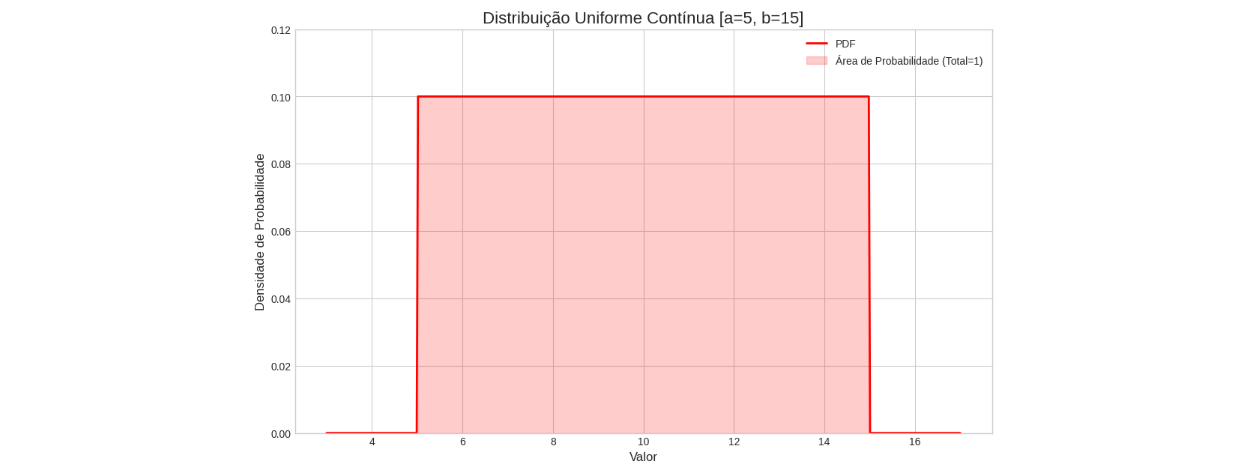 Distribuição Uniforme Contínua [a=5, b=15]
PDF
Área de Probabilidade (Total=1)
Densidade de Probabilidade
0.12
0.10
0.08
0.06
0.04
0.02
0.00
4 6 8 10 12 14 16
Valor